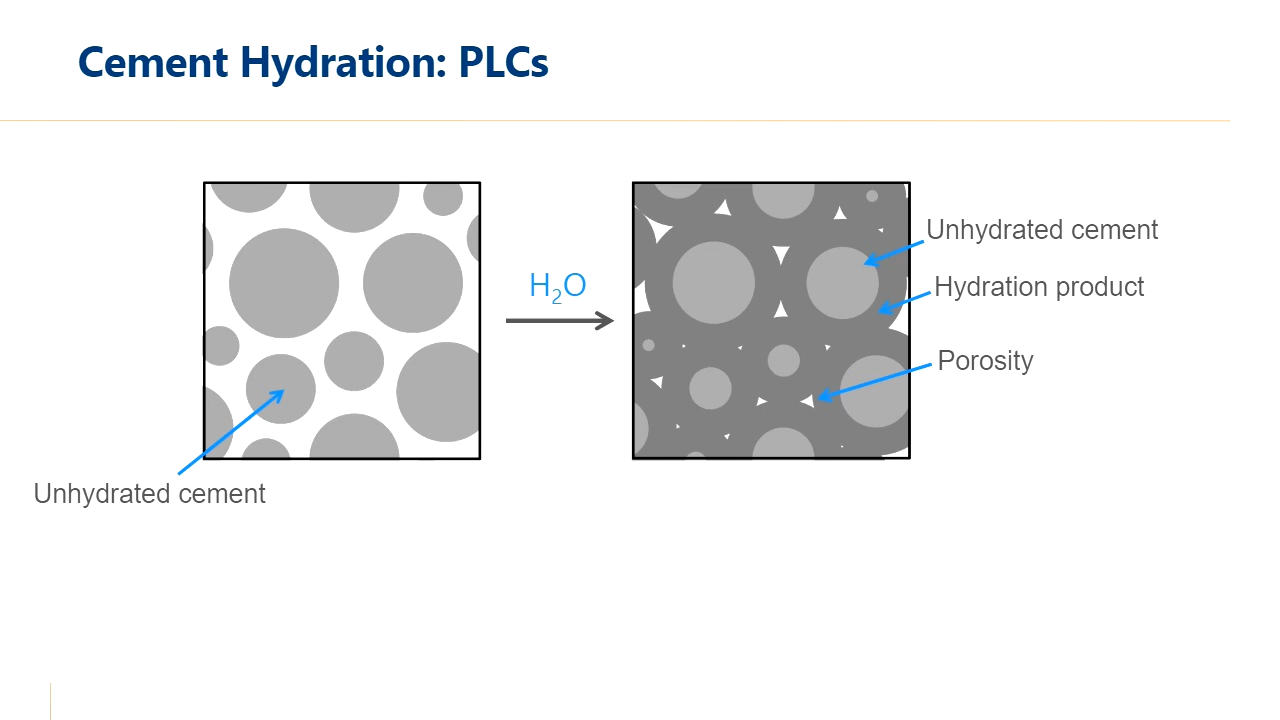 Cement Hydration: PLCs
Unhydrated cement
H₂O
Hydration product
Porosity
Unhydrated cement